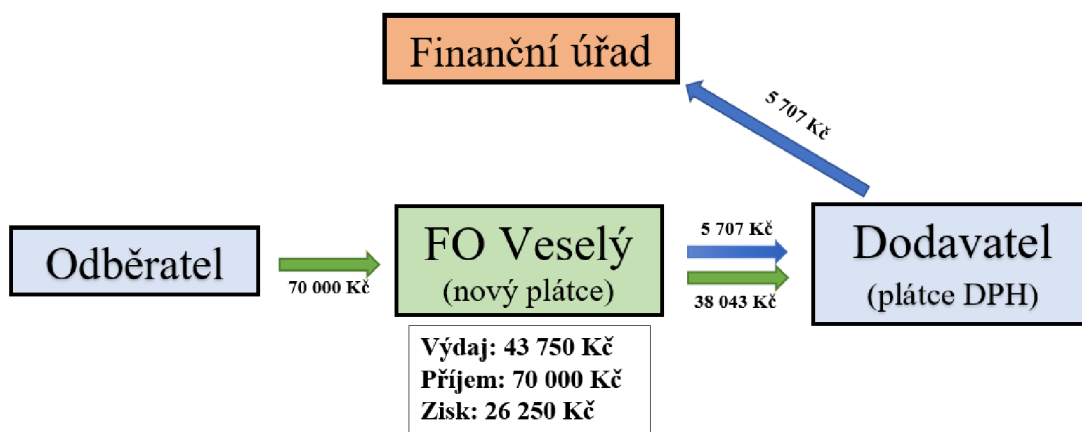 Finanční úřad
5 707 Kč
Odběratel
70 000 Kč
FO Veselý
(nový plátce)
5 707 Kč
38 043 Kč
Dodavatel
(plátce DPH)
Výdaj: 43 750 Kč
Příjem: 70 000 Kč
Zisk: 26 250 Kč